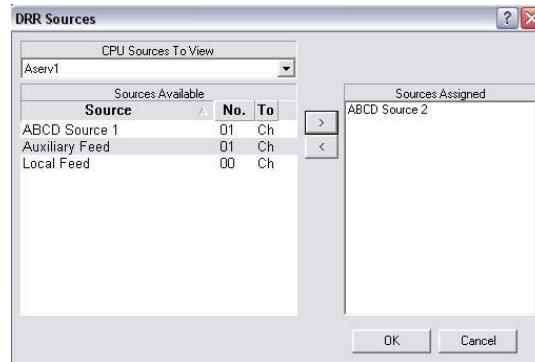 DRR Sources
CPU Sources To View
Aserv1
Sources Available
Source No. To
ABCD Source 1 01 Ch
Auxiliary Feed 01 Ch
Local Feed 00 Ch
>
<
Sources Assigned
ABCD Source 2
OK Cancel